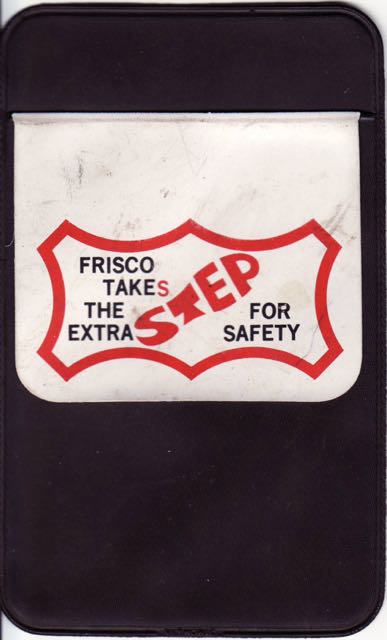 FRISCO
TAKES
THE
EXTRA STEP FOR
SAFETY